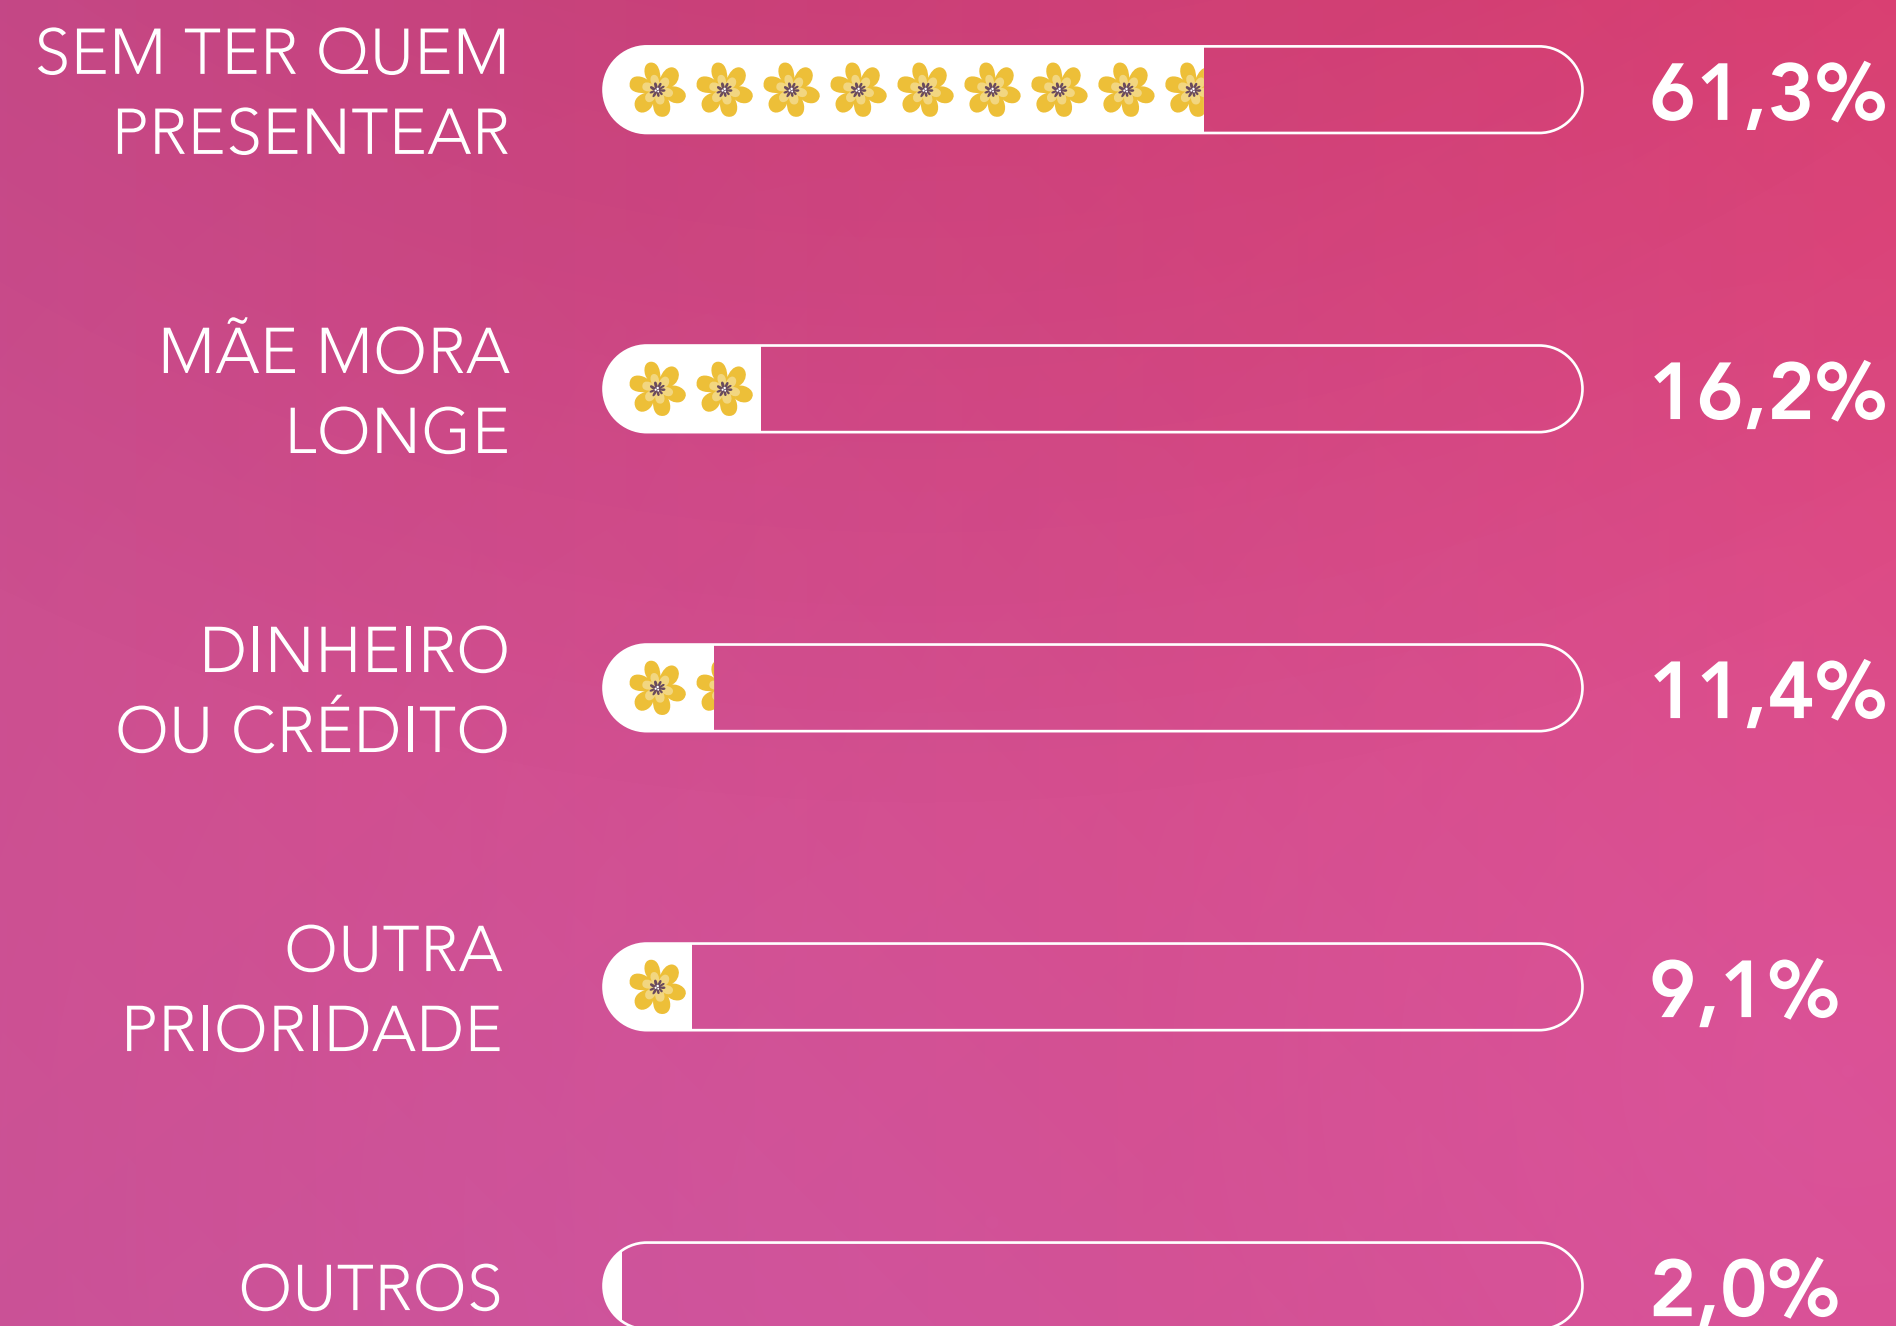 SEM TER QUEM
PRESENTEAR
61,3%
MÃE MORA
LONGE
16,2%
DINHEIRO
OU CRÉDITO
11,4%
OUTRA
PRIORIDADE
9,1%
OUTROS
2,0%